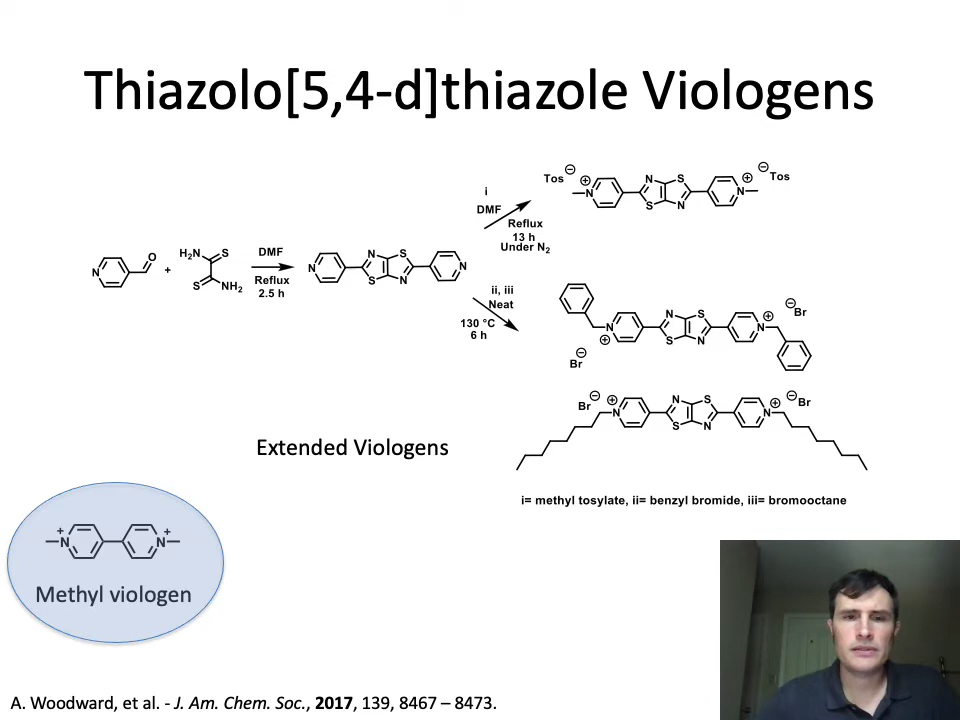 Thiazolo[5,4-d]thiazole Viologens
N
O
+
H₂N
S
S
NH₂
DMF
Reflux
2.5 h
N
N
S
S
N
N
i
DMF
Reflux
13 h
Under N₂
ii, iii
Neat
130 °C
6 h
Tos⊖
⊕
N
N
S
S
N
N
⊕
⊖Tos
N
⊕
Br⊖
N
S
S
N
N
⊕
⊖Br
Br⊖
⊕
N
N
S
S
N
N
⊕
⊖Br
i= methyl tosylate, ii= benzyl bromide, iii= bromooctane
Extended Viologens
+
N
N
+
Methyl viologen
A. Woodward, et al. - J. Am. Chem. Soc., 2017, 139, 8467 – 8473.